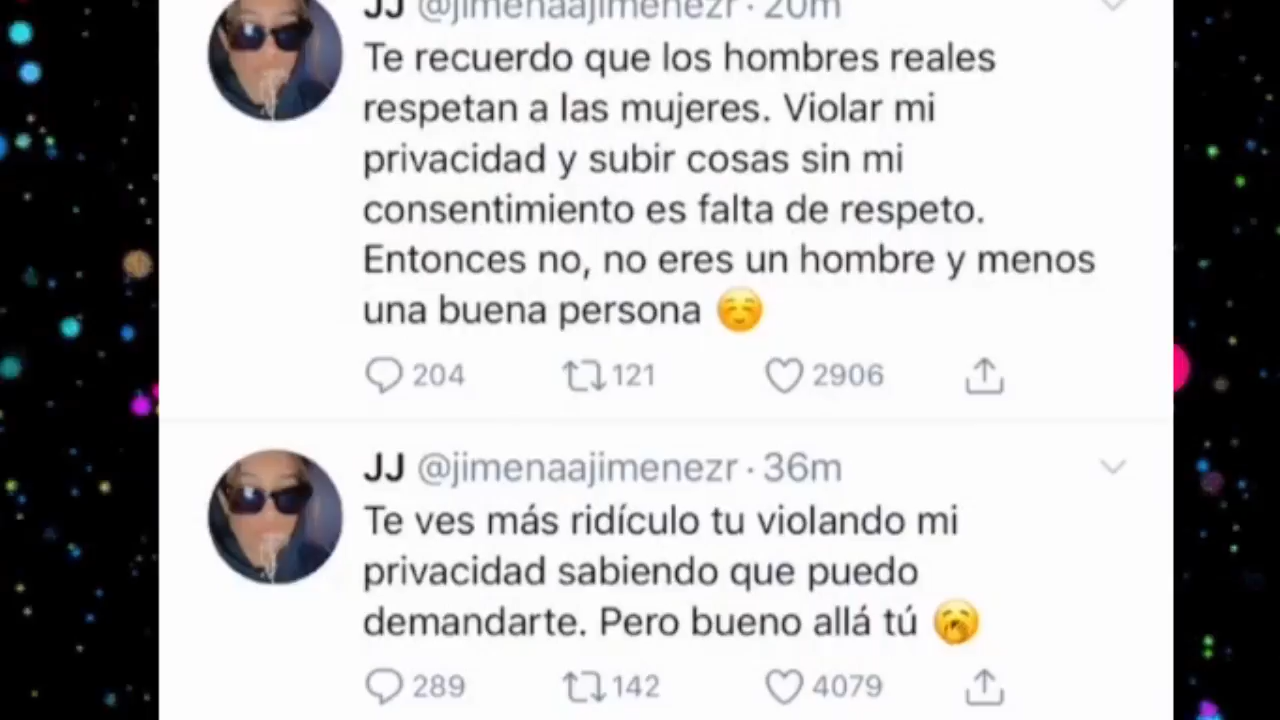 JJ @jimenaajimenezr · 20m
Te recuerdo que los hombres reales
respetan a las mujeres. Violar mi
privacidad y subir cosas sin mi
consentimiento es falta de respeto.
Entonces no, no eres un hombre y menos
una buena persona ☺️
204 121 2906
JJ @jimenaajimenezr · 36m
Te ves más ridículo tu violando mi
privacidad sabiendo que puedo
demandarte. Pero bueno allá tú 🥱
289 142 4079